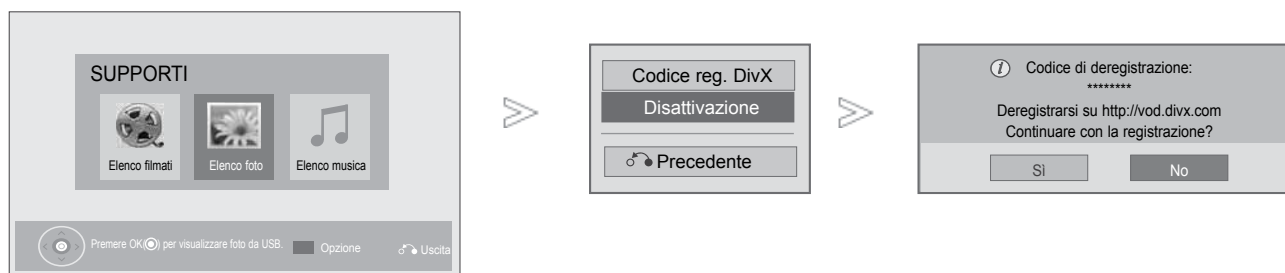 SUPPORTI
Elenco filmati
Elenco foto
Elenco musica
Premere OK(◉) per visualizzare foto da USB.
Opzione
Uscita
Codice reg. DivX
Disattivazione
Precedente
Codice di deregistrazione:
********
Deregistrarsi su http://vod.divx.com
Continuare con la registrazione?
Sì
No